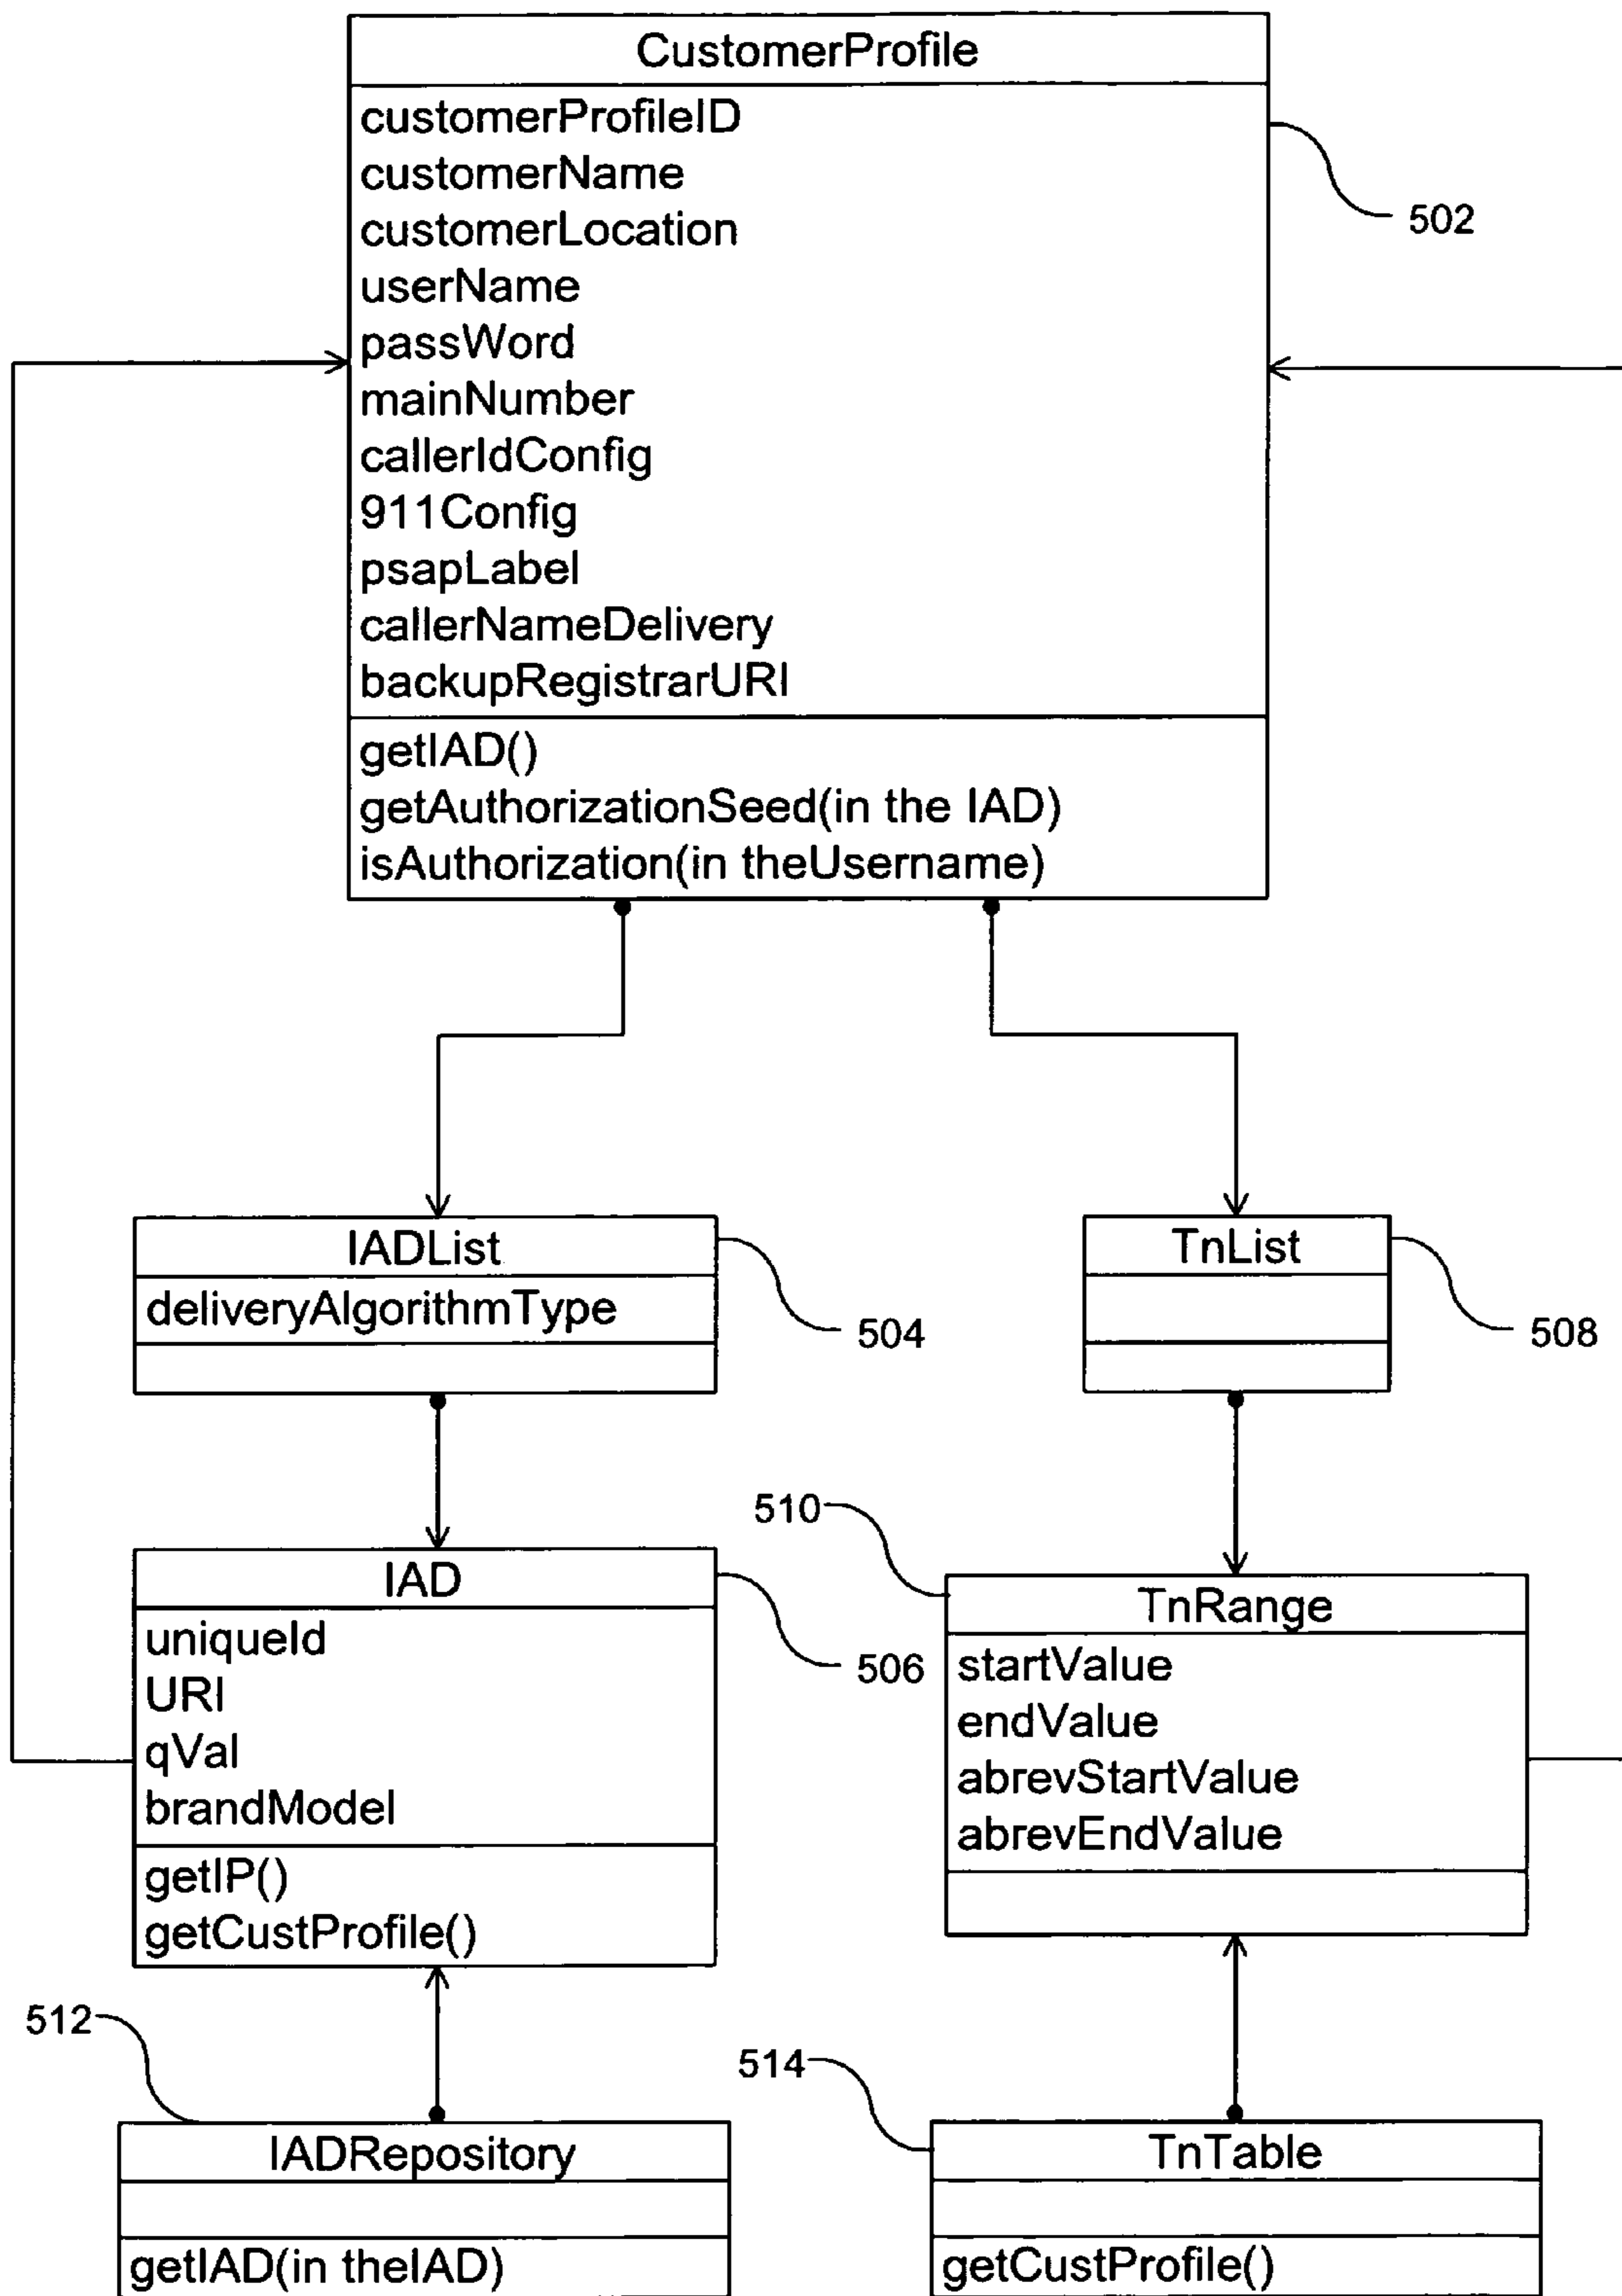 CustomerProfile
customerProfileID
customerName
customerLocation
userName
passWord
mainNumber
callerIdConfig
911Config
psapLabel
callerNameDelivery
backupRegistrarURI
getIAD()
getAuthorizationSeed(in the IAD)
isAuthorization(in theUsername)
502
IADList
deliveryAlgorithmType
504
TnList
508
IAD
uniqueId
URI
qVal
brandModel
getIP()
getCustProfile()
506
510
TnRange
startValue
endValue
abrevStartValue
abrevEndValue
512
IADRepository
getIAD(in theIAD)
514
TnTable
getCustProfile()